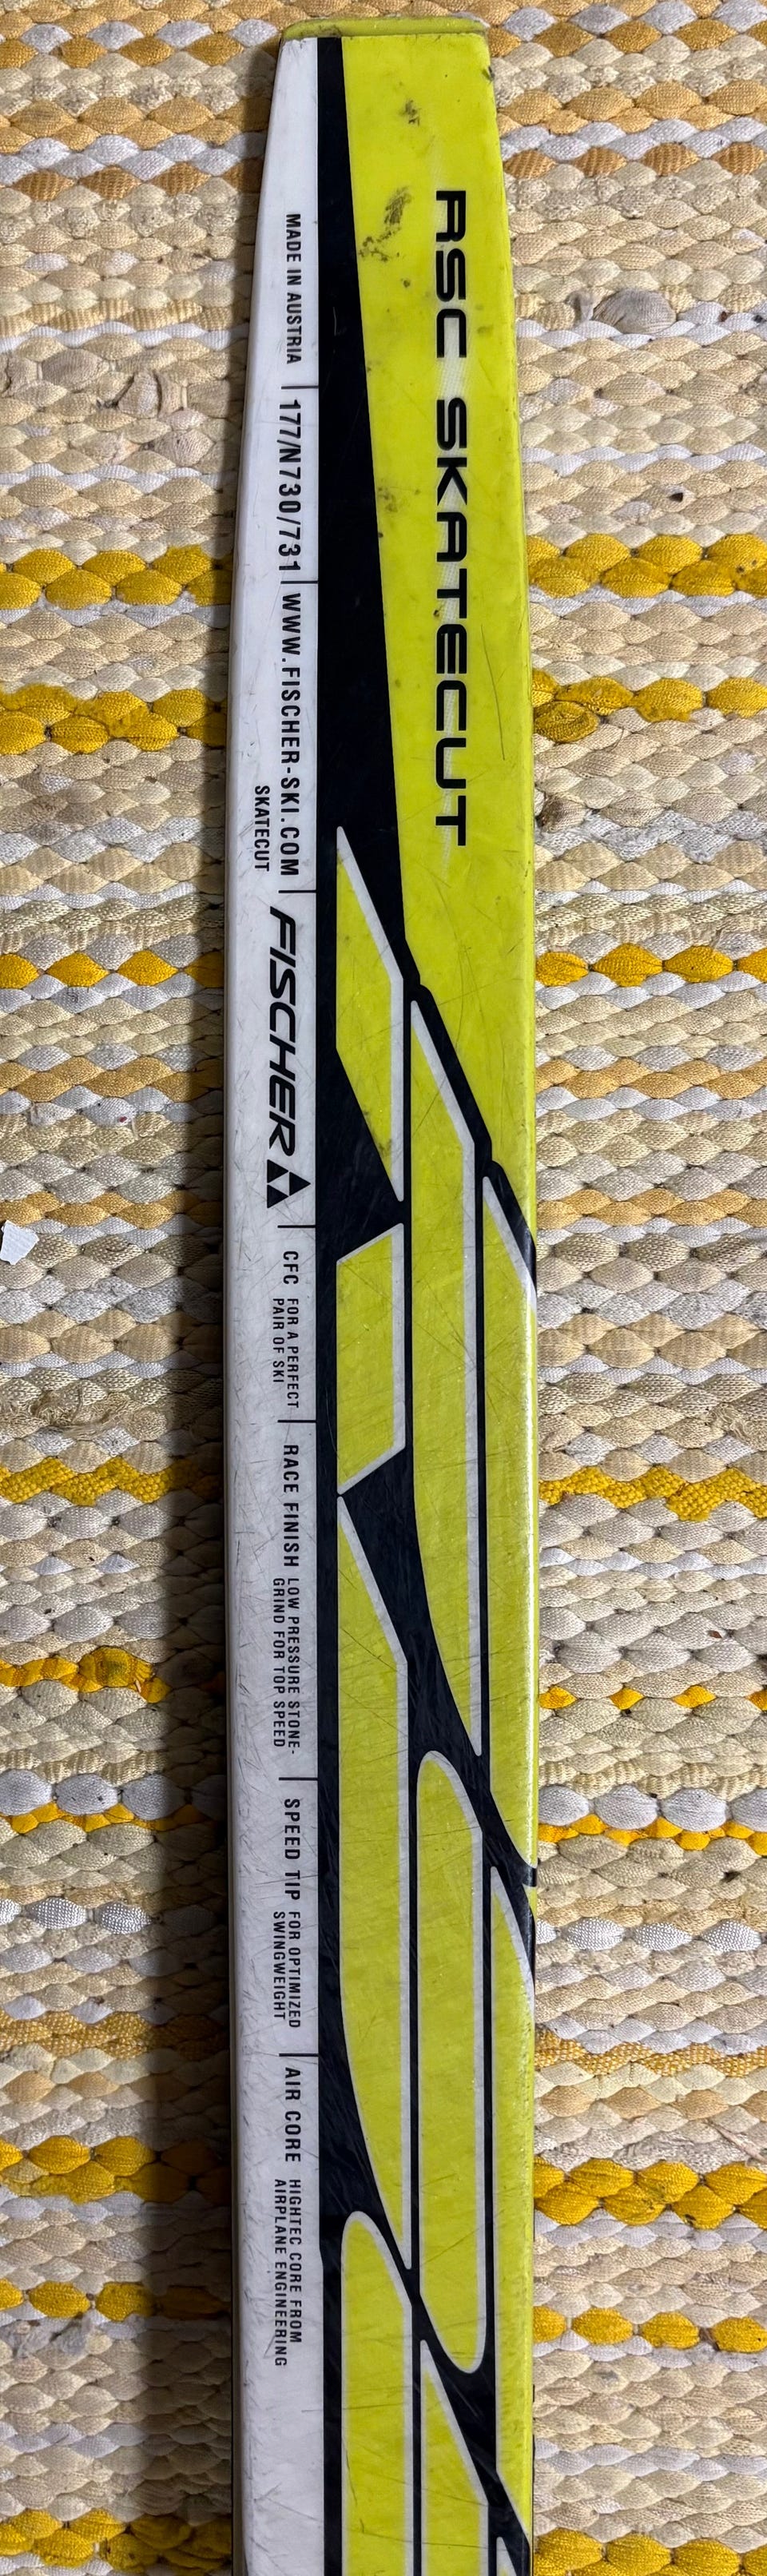 RSC SKATECUT
MADE IN AUSTRIA
177/N730/731
WWW.FISCHER-SKI.COM
SKATECUT
FISCHER
CFC FOR A PERFECT
PAIR OF SKI
RACE FINISH LOW PRESSURE STONE-
GRIND FOR TOP SPEED
SPEED TIP FOR OPTIMIZED
SWINGWEIGHT
AIR CORE HIGHTEC CORE FROM
AIRPLANE ENGINEERING